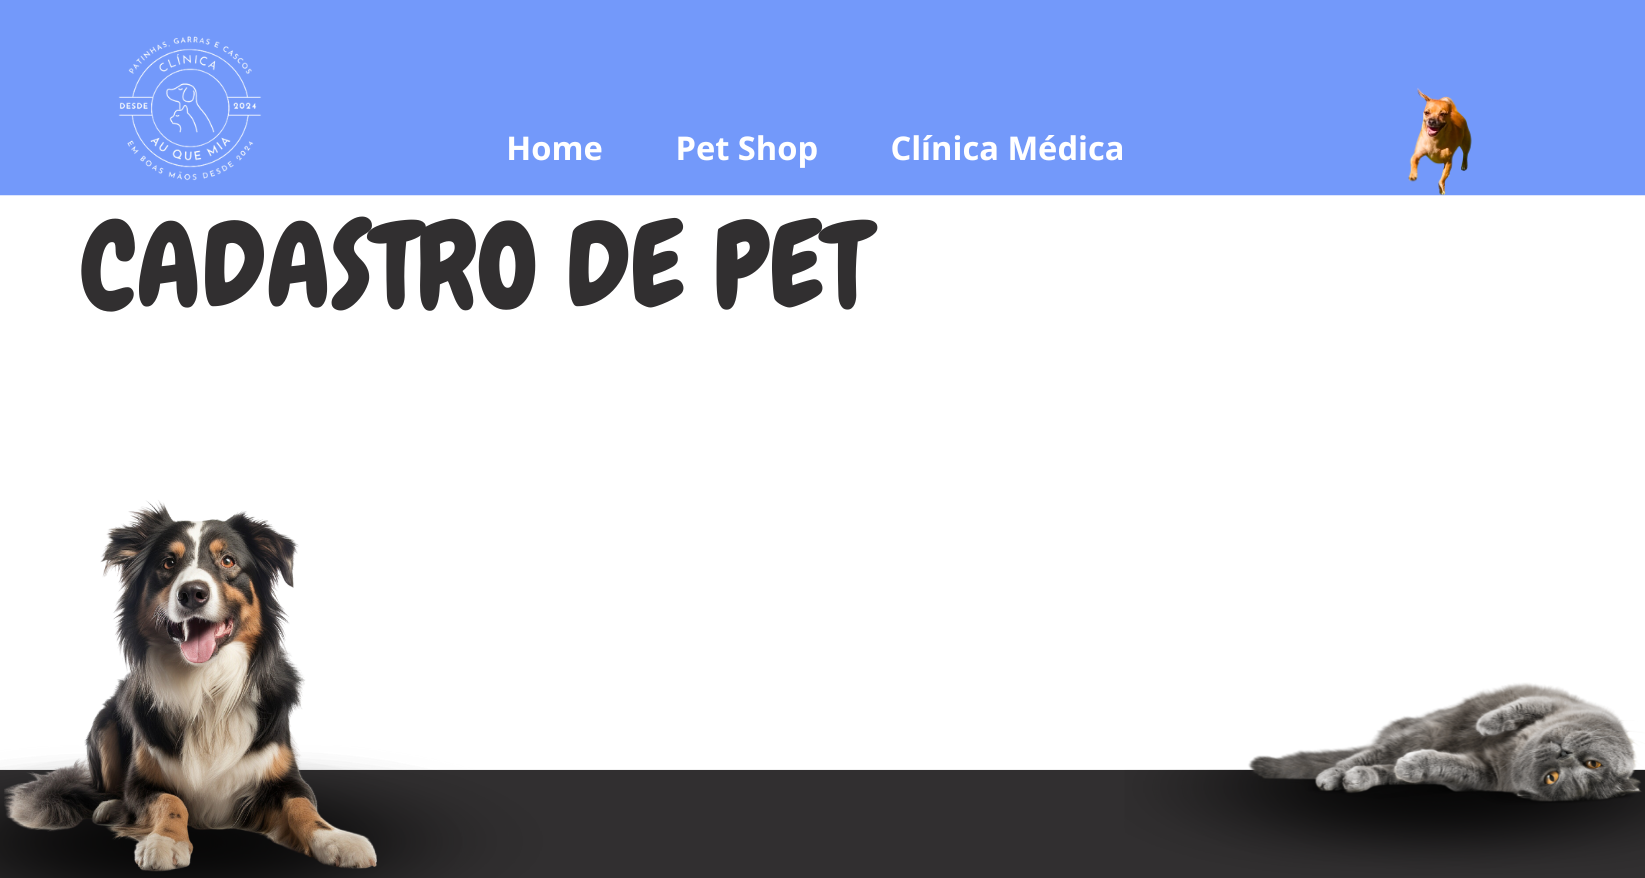 PATINHAS, GARRAS E CASCOS
CLÍNICA
DESDE 2024
AU QUE MIA
EM BOAS MÃOS DESDE 2024
Home Pet Shop Clínica Médica
CADASTRO DE PET